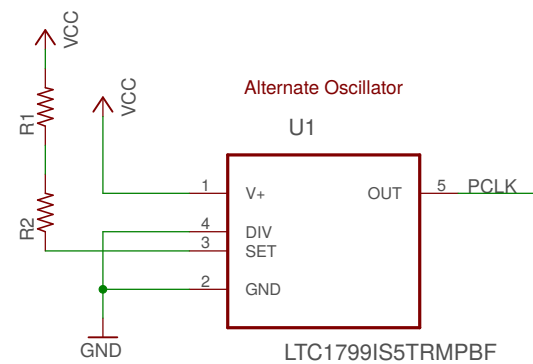 VCC
R1
R2
VCC
Alternate Oscillator
U1
1 V+
OUT 5 PCLK
4 DIV
3 SET
2 GND
GND
LTC1799IS5TRMPBF